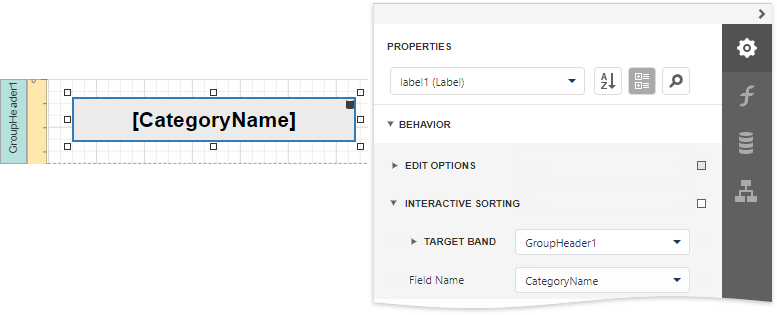 GroupHeader1
[CategoryName]
PROPERTIES
label1 (Label)
BEHAVIOR
EDIT OPTIONS
INTERACTIVE SORTING
TARGET BAND GroupHeader1
Field Name CategoryName